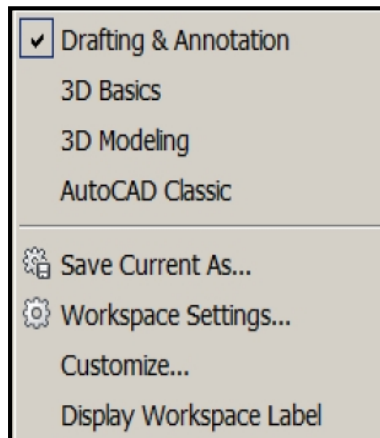 Drafting & Annotation
3D Basics
3D Modeling
AutoCAD Classic
Save Current As...
Workspace Settings...
Customize...
Display Workspace Label